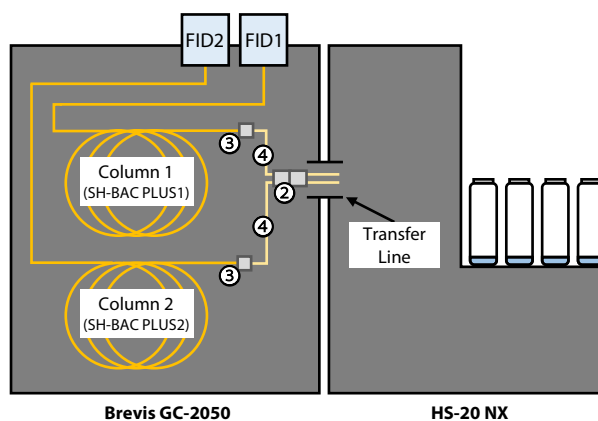 FID2
FID1
③
④
Column 1
(SH-BAC PLUS1)
②
④
Transfer
Line
③
Column 2
(SH-BAC PLUS2)
Brevis GC-2050
HS-20 NX